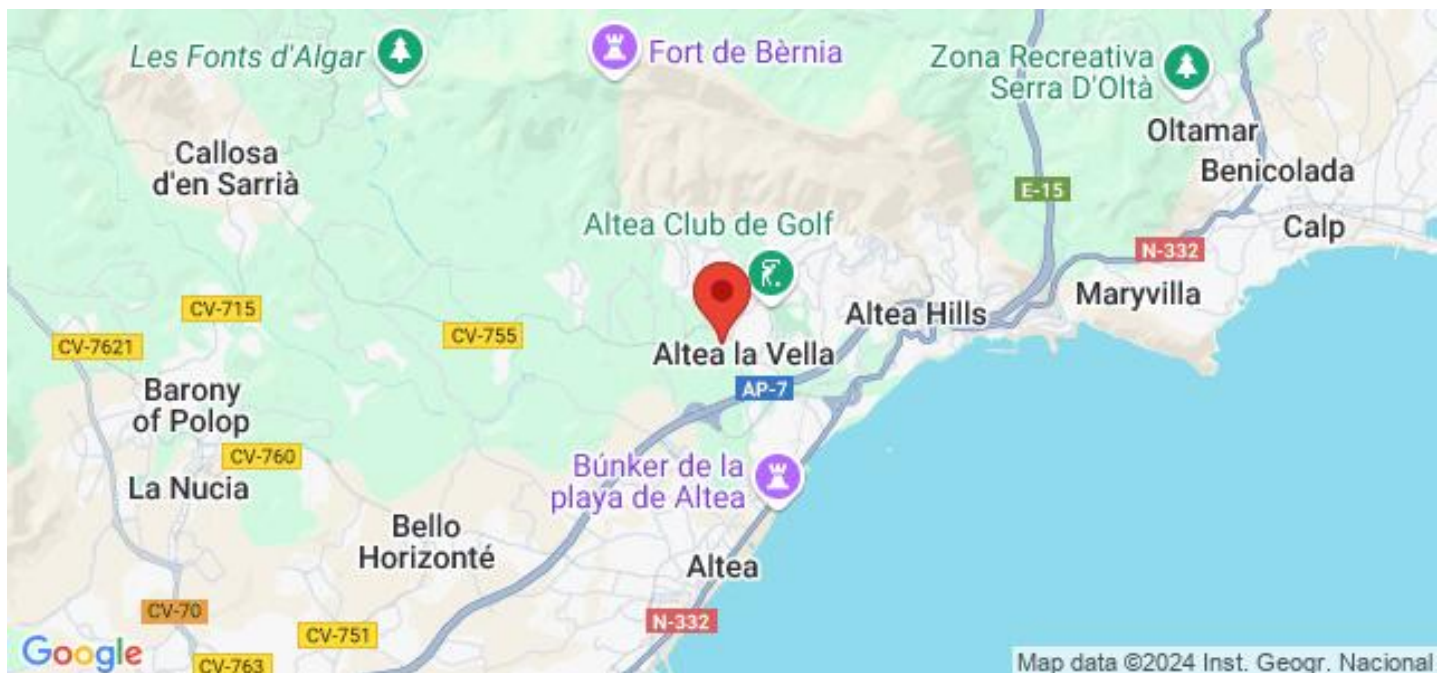 Les Fonts d'Algar
Fort de Bèrnia
Zona Recreativa
Serra D'Oltà
Oltamar
Callosa
d'en Sarrià
Benicolada
E-15
Altea Club de Golf
Calp
N-332
Maryvilla
CV-715
Altea Hills
CV-755
CV-7621
Altea la Vella
AP-7
Barony
of Polop
CV-760
Búnker de la
playa de Altea
La Nucia
Bello
Horizonté
Altea
CV-70
N-332
CV-751
Google
CV-763
Map data ©2024 Inst. Geogr. Nacional